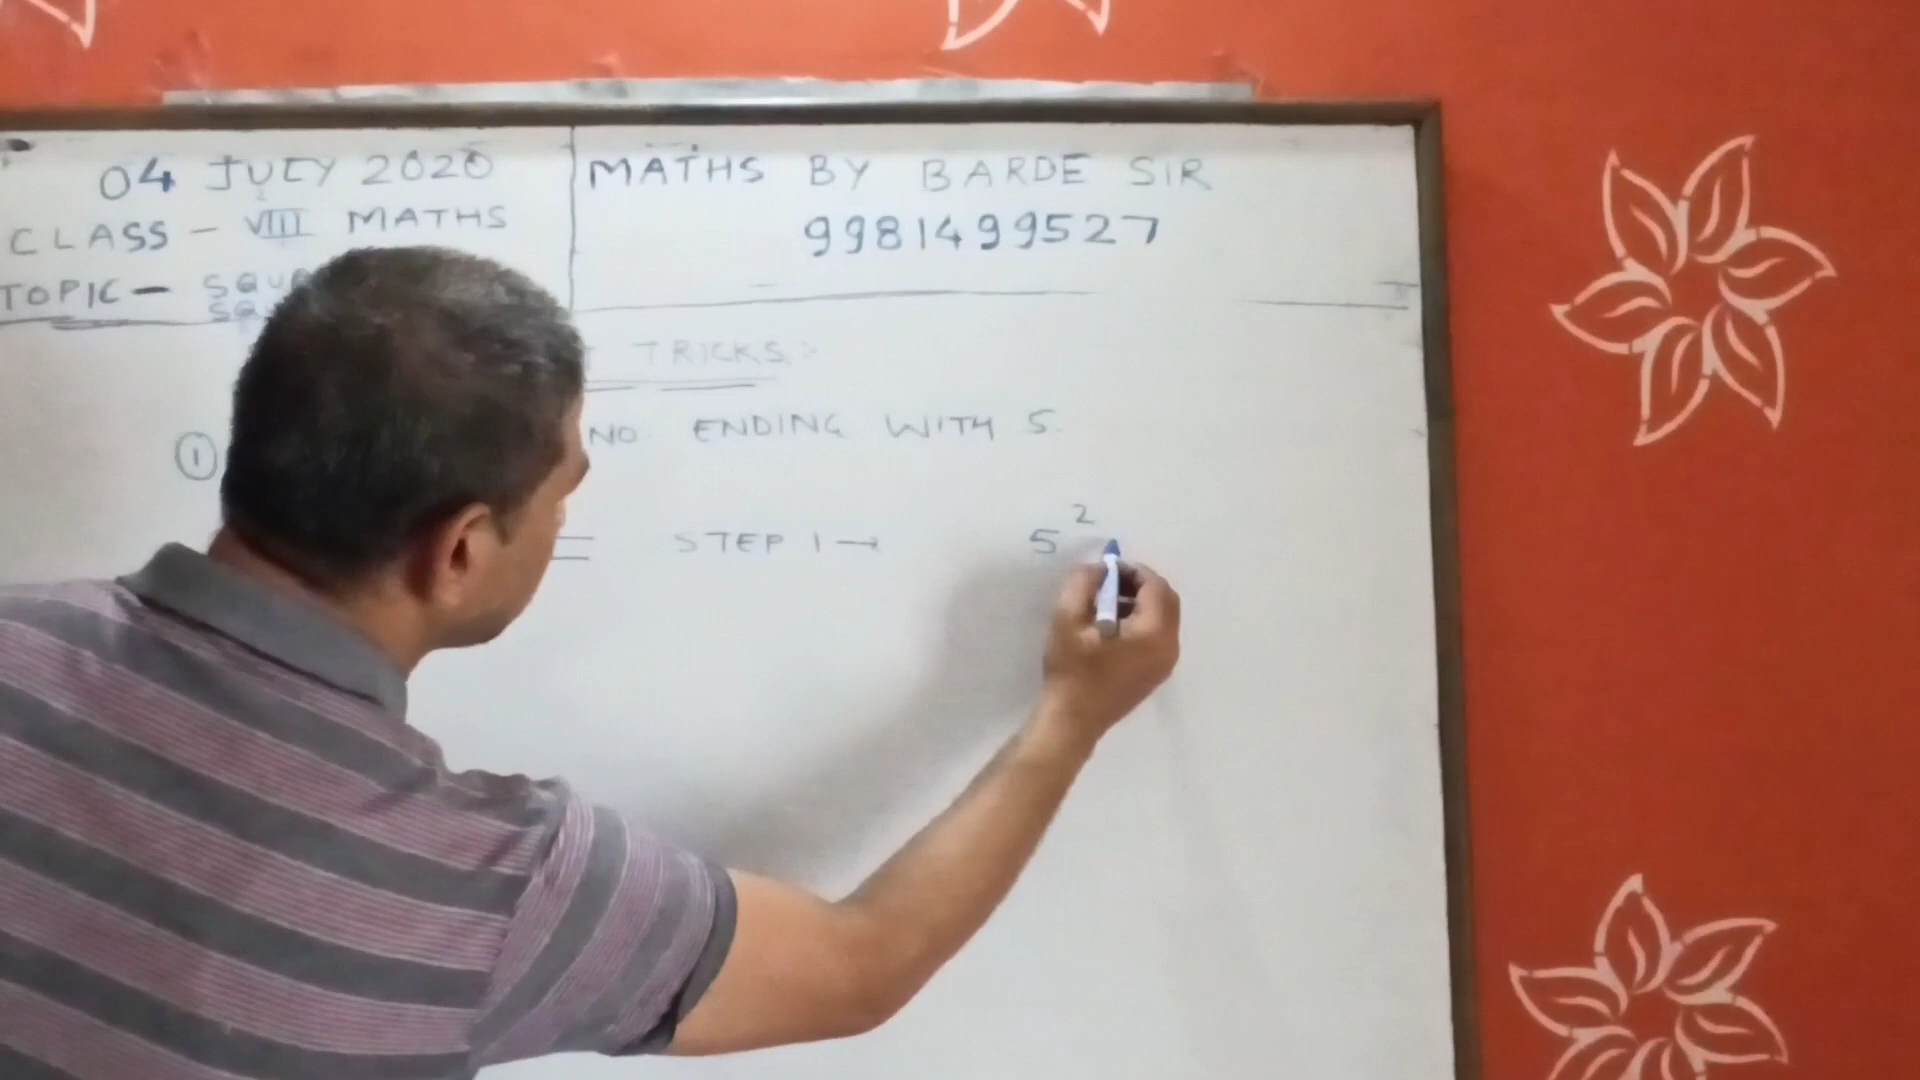 04 JULY 2020
CLASS - VIII MATHS
TOPIC -
MATHS BY BARDE SIR
9981499527
TRICKS :-
① NO. ENDING WITH 5.
= STEP 1 → 5²